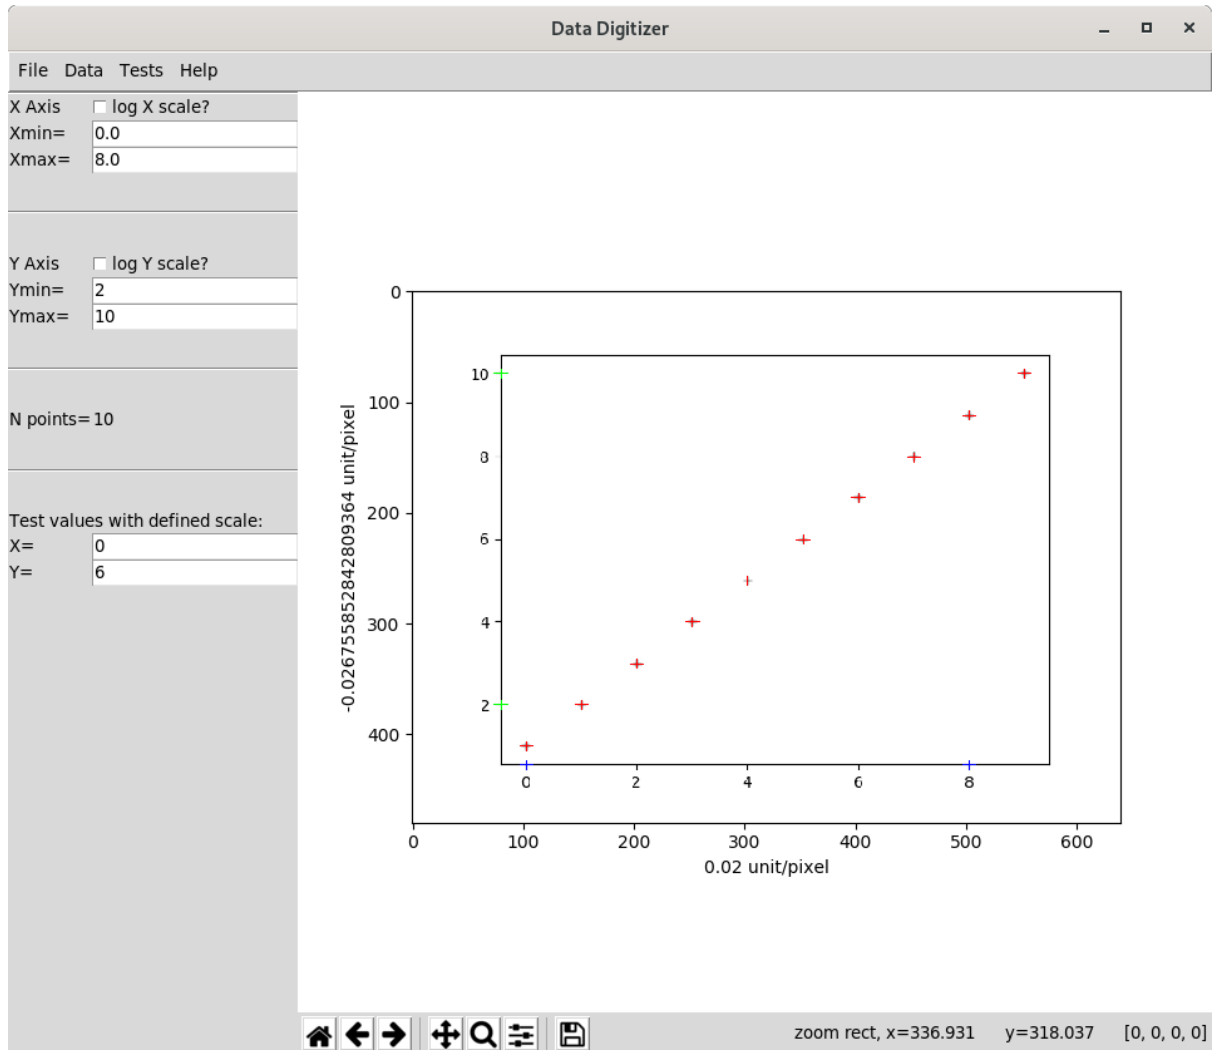 Data Digitizer
File Data Tests Help
X Axis log X scale?
Xmin= 0.0
Xmax= 8.0
Y Axis log Y scale?
Ymin= 2
Ymax= 10
N points= 10
Test values with defined scale:
X= 0
Y= 6
0
100
200
300
400
-0.026755852842809364 unit/pixel
10
8
6
4
2
0 2 4 6 8
0 100 200 300 400 500 600
0.02 unit/pixel
zoom rect, x=336.931 y=318.037 [0, 0, 0, 0]